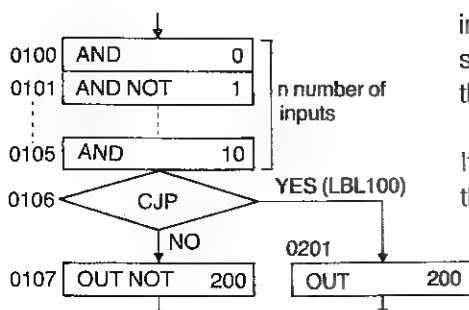 0100 AND 0
0101 AND NOT 1
n number of
inputs
0105 AND 10
0106 CJP
YES (LBL100)
NO
0201
0107 OUT NOT 200
OUT 200